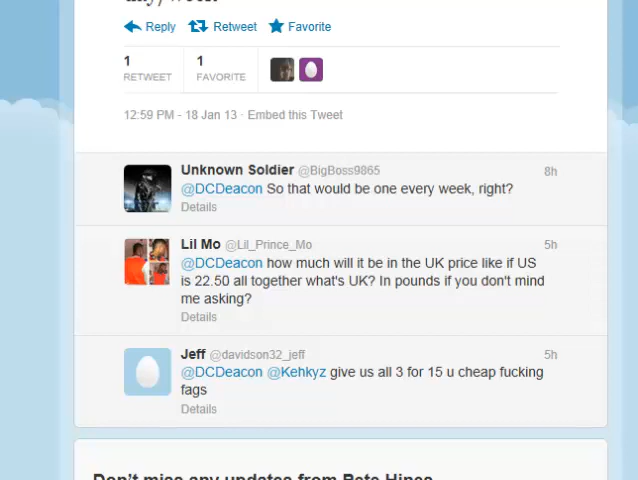 Reply Retweet Favorite
1 1
RETWEET FAVORITE
12:59 PM - 18 Jan 13 · Embed this Tweet
Unknown Soldier @BigBoss9865 8h
@DCDeacon So that would be one every week, right?
Details
Lil Mo @Lil_Prince_Mo 5h
@DCDeacon how much will it be in the UK price like if US
is 22.50 all together what's UK? In pounds if you don't mind
me asking?
Details
Jeff @davidson32_jeff 5h
@DCDeacon @Kehkyz give us all 3 for 15 u cheap fucking
fags
Details
Don't miss any updates from Pete Hines